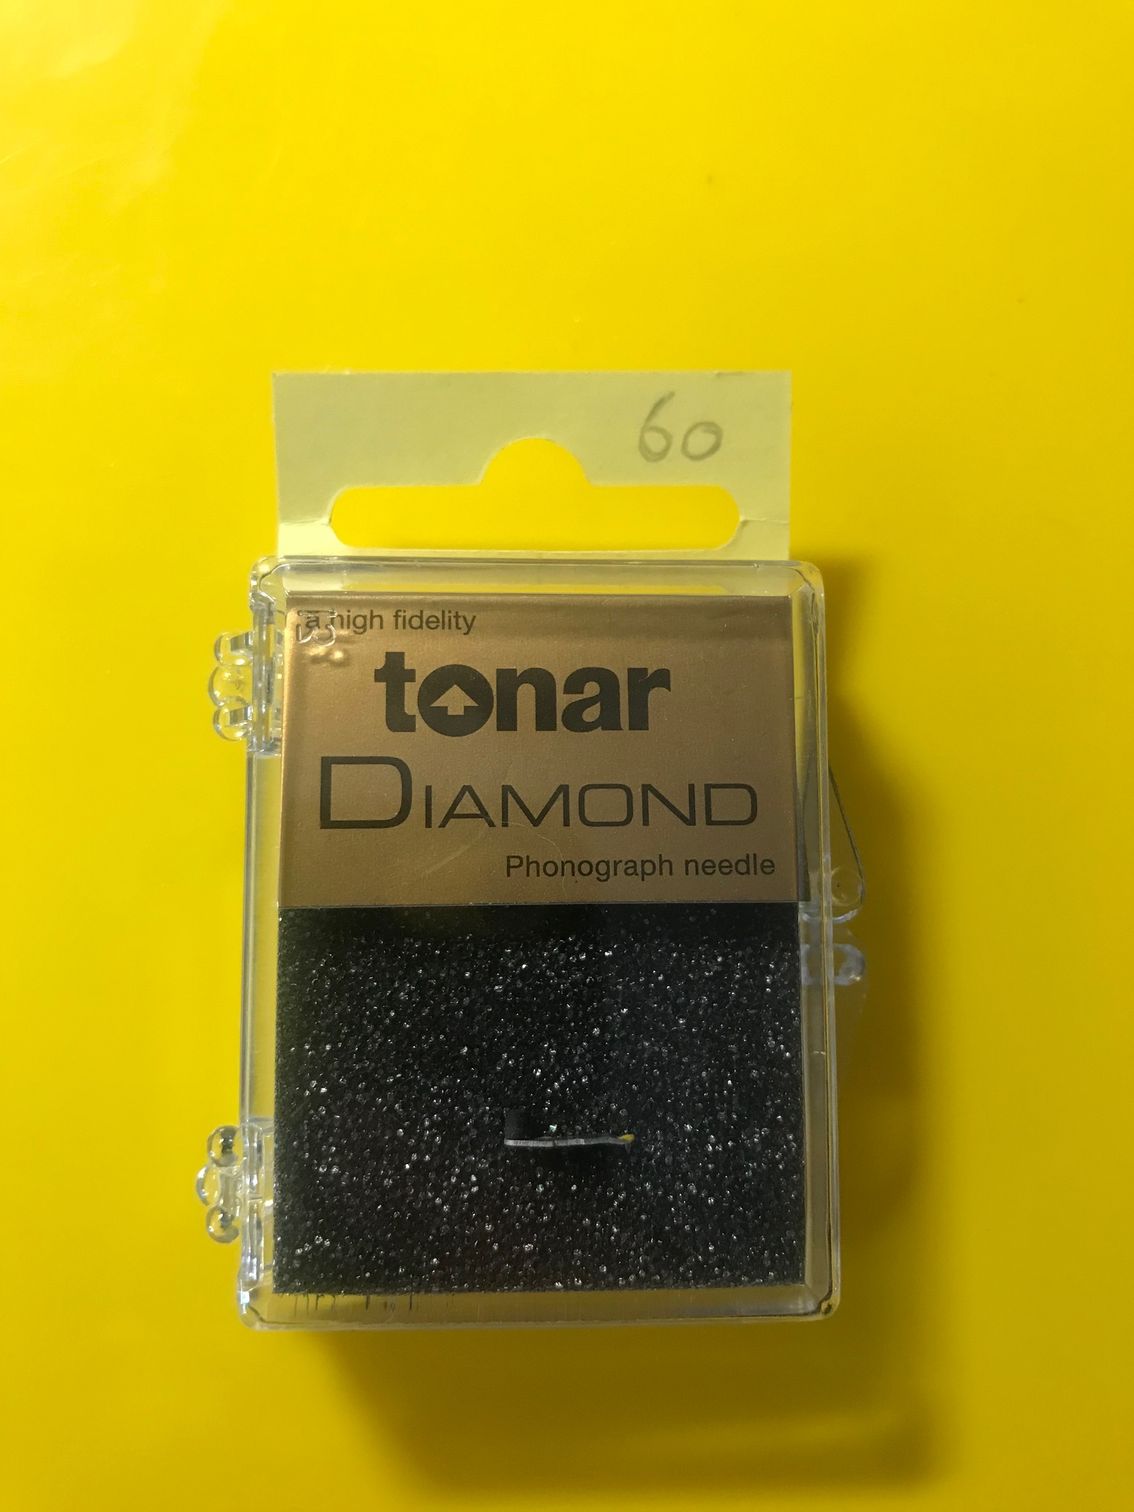 60
a high fidelity
tonar
DIAMOND
Phonograph needle